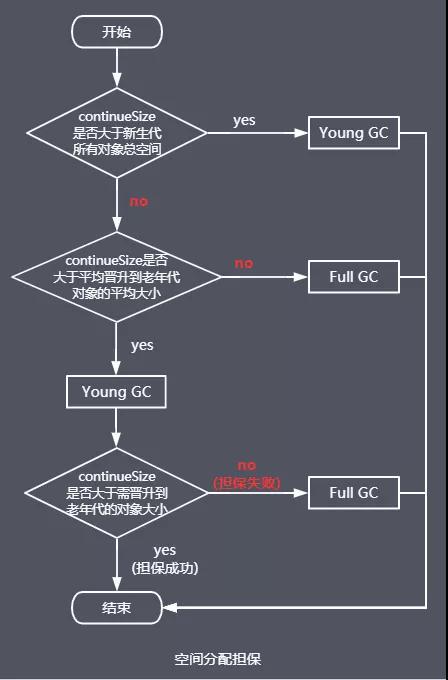 开始
continueSize
是否大于新生代
所有对象总空间
yes
Young GC
no
continueSize是否
大于平均晋升到老年代
对象的平均大小
no
Full GC
yes
Young GC
continueSize
是否大于需晋升到
老年代的对象大小
no
(担保失败)
Full GC
yes
(担保成功)
结束
空间分配担保